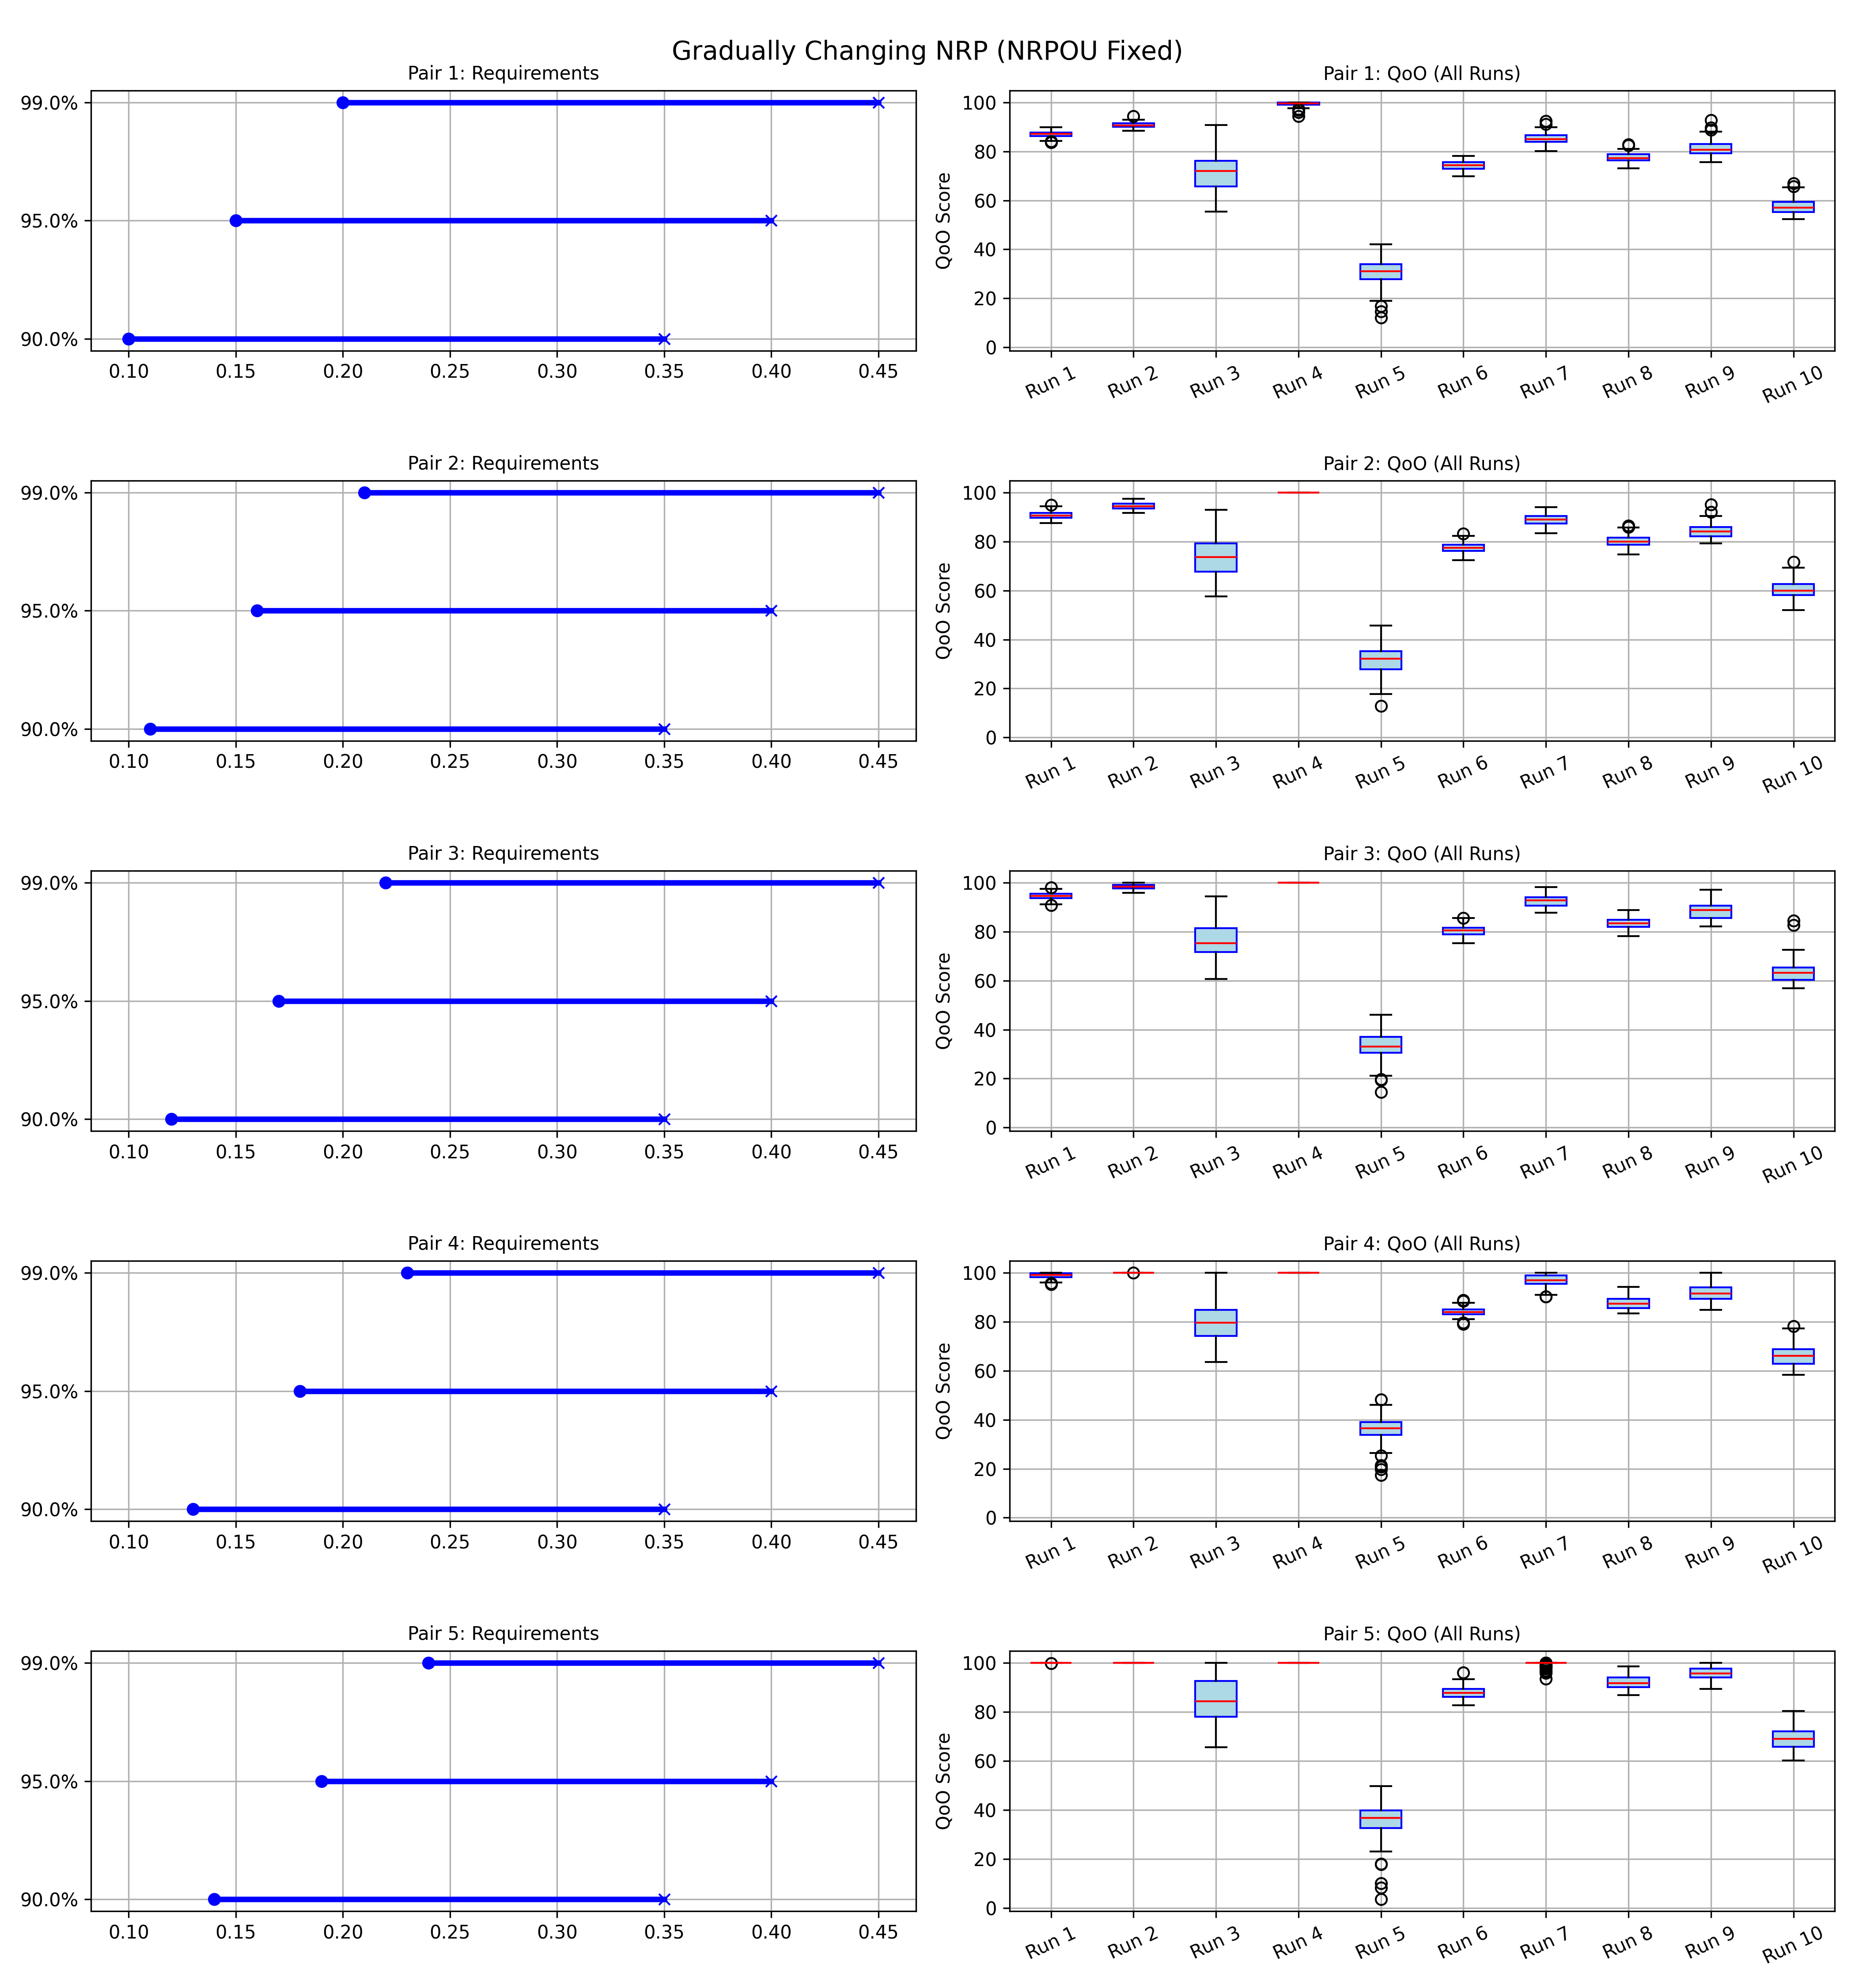 Gradually Changing NRP (NRPOU Fixed)
Pair 1: Requirements
99.0%
95.0%
90.0%
0.10 0.15 0.20 0.25 0.30 0.35 0.40 0.45
Pair 1: QoO (All Runs)
QoO Score
100
80
60
40
20
0
Run 1 Run 2 Run 3 Run 4 Run 5 Run 6 Run 7 Run 8 Run 9 Run 10
Pair 2: Requirements
99.0%
95.0%
90.0%
0.10 0.15 0.20 0.25 0.30 0.35 0.40 0.45
Pair 2: QoO (All Runs)
QoO Score
100
80
60
40
20
0
Run 1 Run 2 Run 3 Run 4 Run 5 Run 6 Run 7 Run 8 Run 9 Run 10
Pair 3: Requirements
99.0%
95.0%
90.0%
0.10 0.15 0.20 0.25 0.30 0.35 0.40 0.45
Pair 3: QoO (All Runs)
QoO Score
100
80
60
40
20
0
Run 1 Run 2 Run 3 Run 4 Run 5 Run 6 Run 7 Run 8 Run 9 Run 10
Pair 4: Requirements
99.0%
95.0%
90.0%
0.10 0.15 0.20 0.25 0.30 0.35 0.40 0.45
Pair 4: QoO (All Runs)
QoO Score
100
80
60
40
20
0
Run 1 Run 2 Run 3 Run 4 Run 5 Run 6 Run 7 Run 8 Run 9 Run 10
Pair 5: Requirements
99.0%
95.0%
90.0%
0.10 0.15 0.20 0.25 0.30 0.35 0.40 0.45
Pair 5: QoO (All Runs)
QoO Score
100
80
60
40
20
0
Run 1 Run 2 Run 3 Run 4 Run 5 Run 6 Run 7 Run 8 Run 9 Run 10